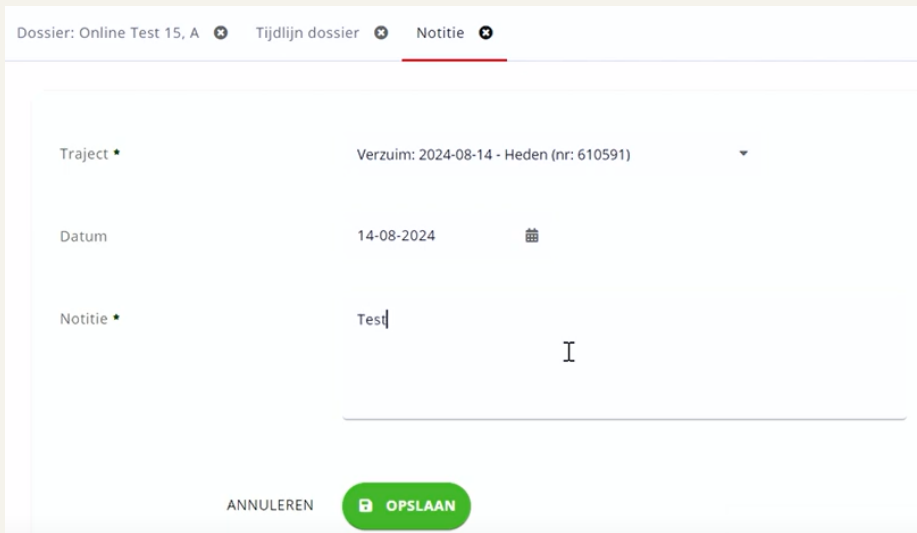 Dossier: Online Test 15, A Tijdlijn dossier Notitie
Traject * Verzuim: 2024-08-14 - Heden (nr: 610591)
Datum 14-08-2024
Notitie * Test
ANNULEREN OPSLAAN